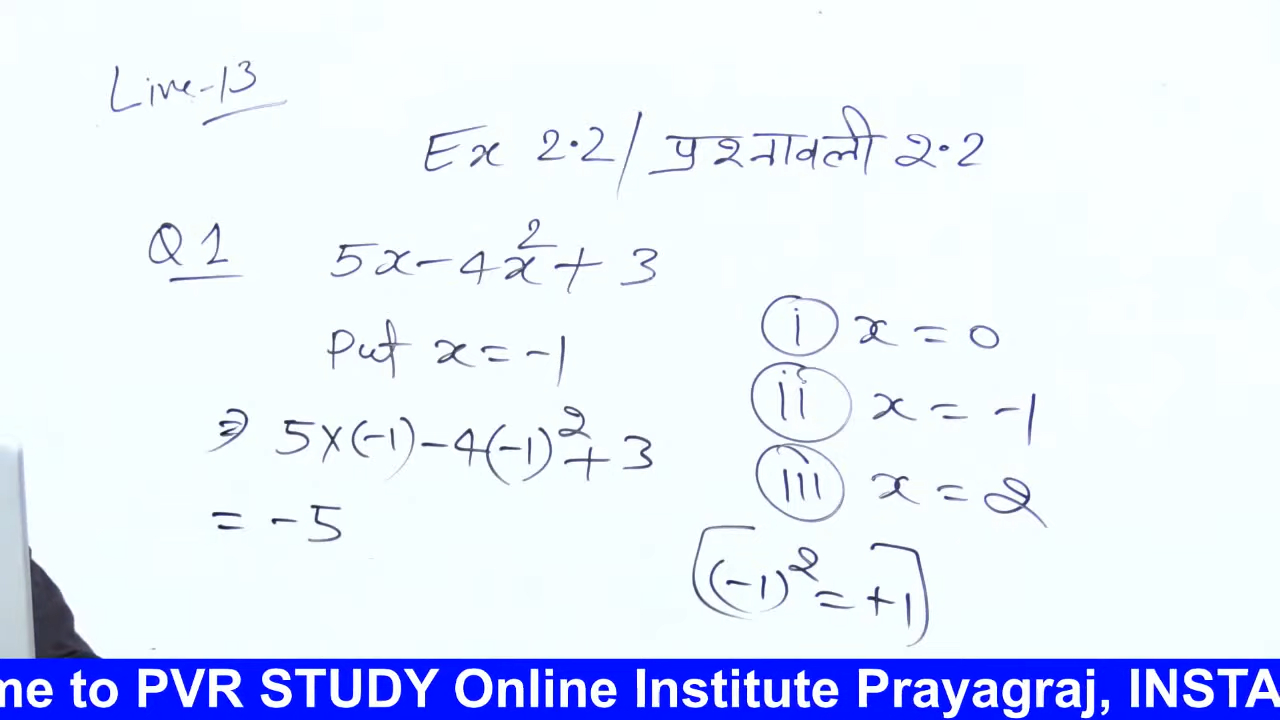 Live-13
Ex 2.2/ प्रश्नावली 2.2
Q1 5x-4x²+3
Put x=-1
⇒ 5×(-1)-4(-1)²+3
= -5
i x=0
ii x=-1
iii x=2
(-1)²=+1
me to PVR STUDY Online Institute Prayagraj, INSTA